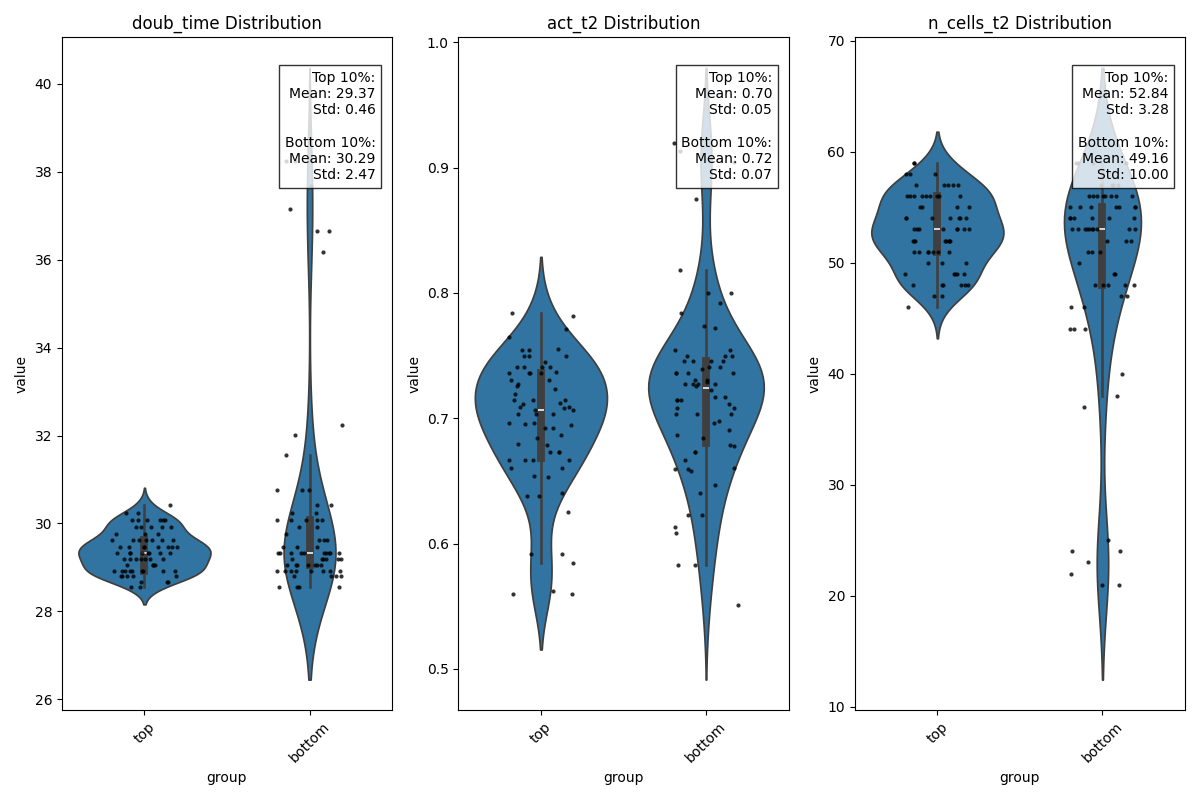 doub_time Distribution
40
38
36
34
32
30
28
26
value
Top 10%:
Mean: 29.37
Std: 0.46
Bottom 10%:
Mean: 30.29
Std: 2.47
top
bottom
group
act_t2 Distribution
1.0
0.9
0.8
0.7
0.6
0.5
value
Top 10%:
Mean: 0.70
Std: 0.05
Bottom 10%:
Mean: 0.72
Std: 0.07
top
bottom
group
n_cells_t2 Distribution
70
60
50
40
30
20
10
value
Top 10%:
Mean: 52.84
Std: 3.28
Bottom 10%:
Mean: 49.16
Std: 10.00
top
bottom
group